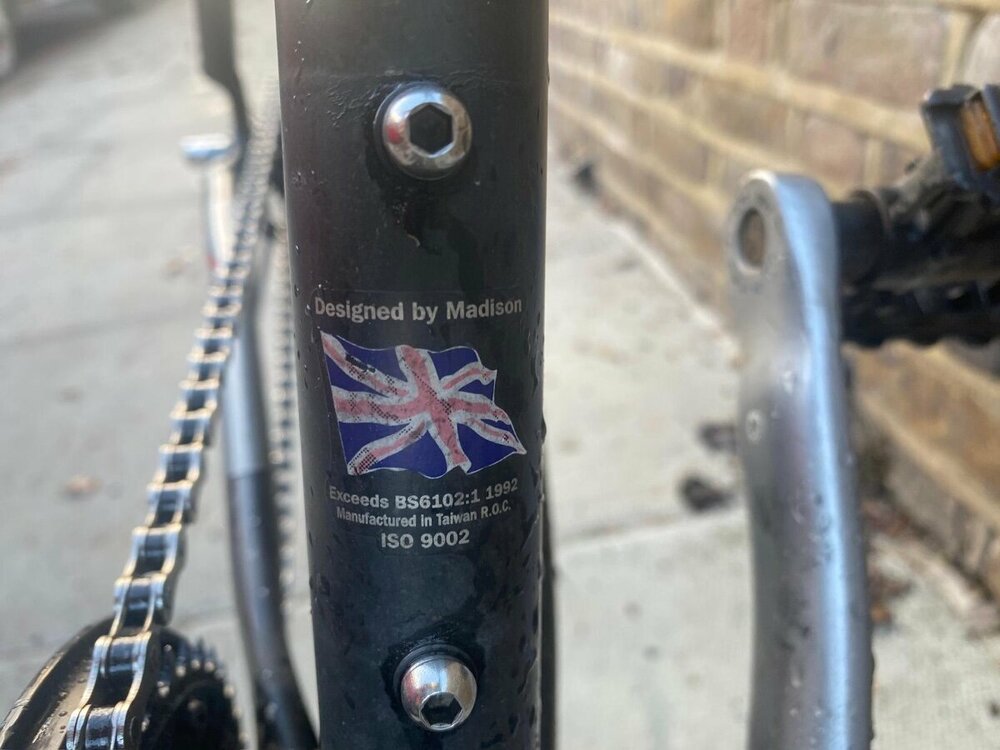 Designed by Madison
Exceeds BS6102:1 1992
Manufactured in Taiwan R.O.C.
ISO 9002